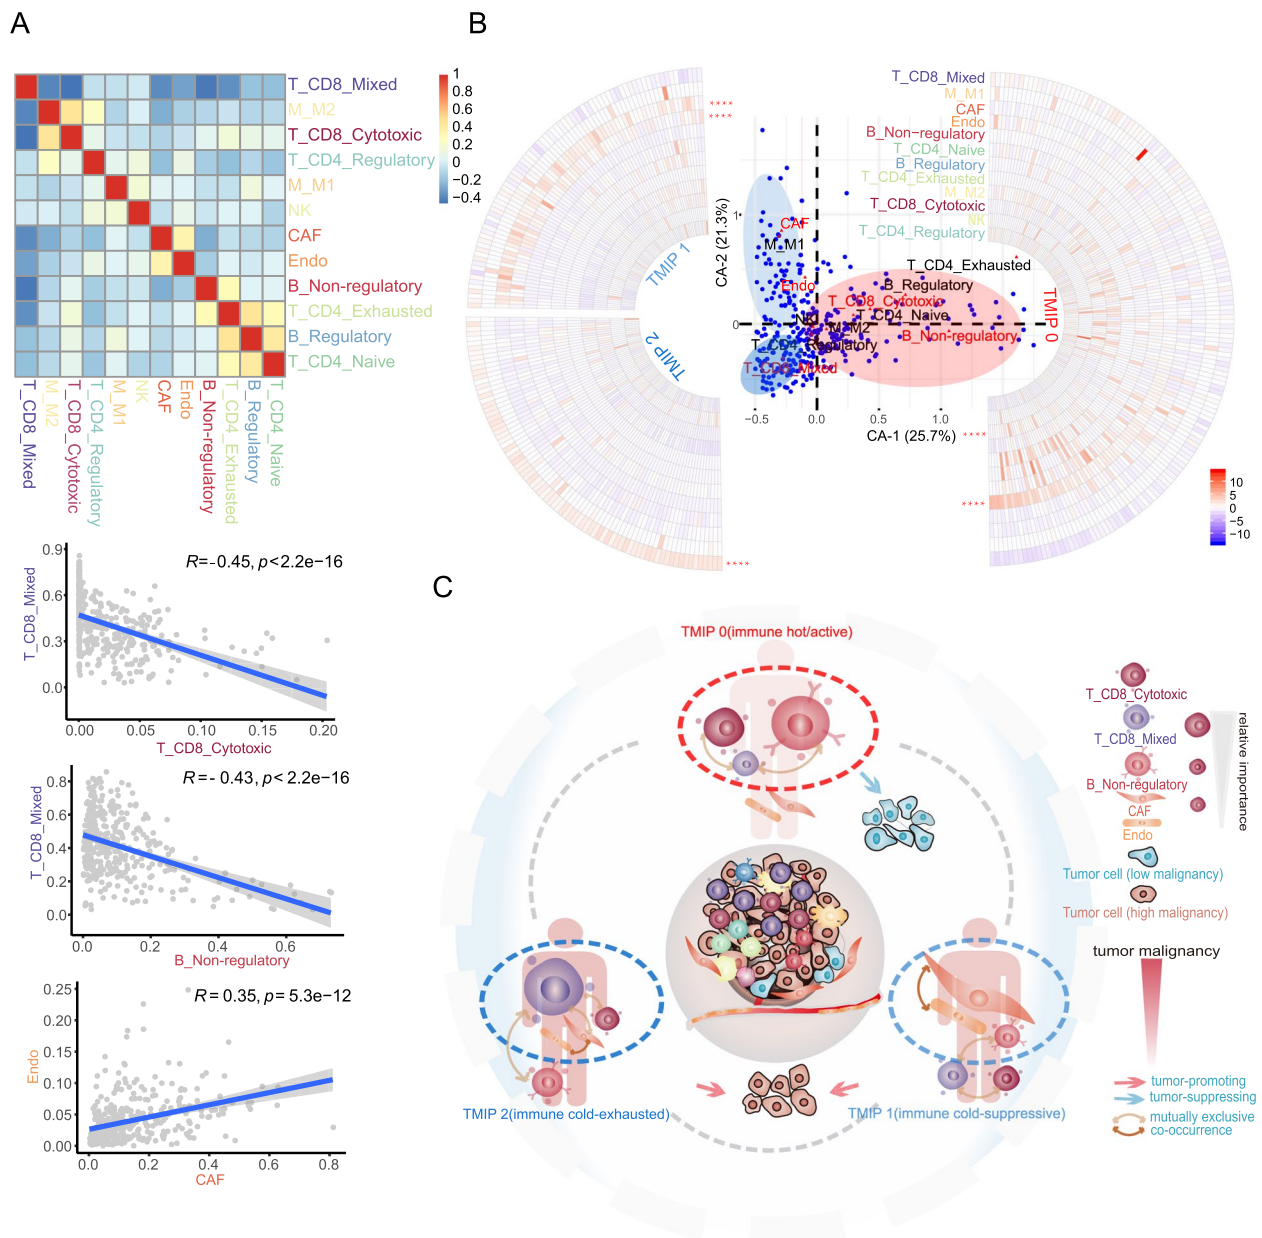 A
T_CD8_Mixed
M_M2
T_CD8_Cytotoxic
T_CD4_Regulatory
M_M1
NK
CAF
Endo
B_Non-regulatory
T_CD4_Exhausted
B_Regulatory
T_CD4_Naive
1
0.8
0.6
0.4
0.2
0
−0.2
−0.4
T_CD8_Mixed
M_M2
T_CD8_Cytotoxic
T_CD4_Regulatory
M_M1
NK
CAF
Endo
B_Non-regulatory
T_CD4_Exhausted
B_Regulatory
T_CD4_Naive
R=-0.45, p<2.2e−16
T_CD8_Mixed
0.9
0.6
0.3
0.0
0.00 0.05 0.10 0.15 0.20
T_CD8_Cytotoxic
R=- 0.43, p<2.2e−16
T_CD8_Mixed
0.8
0.6
0.4
0.2
0.0
0.0 0.2 0.4 0.6
B_Non-regulatory
R= 0.35, p= 5.3e−12
Endo
0.25
0.20
0.15
0.10
0.05
0.00
0.0 0.2 0.4 0.6 0.8
CAF
B
****
****
T_CD8_Mixed
M_M1
CAF
Endo
B_Non−regulatory
T_CD4_Naive
B_Regulatory
T_CD4_Exhausted
M_M2
T_CD8_Cytotoxic
NK
T_CD4_Regulatory
TMIP 1
TMIP 2
TMIP 0
CA-2 (21.3%)
1
0
CAF
M_M1
Endo
T_CD4_Exhausted
B_Regulatory
T_CD8_Cytotoxic
T_CD4_Naive
NK
M_M2
B_Non-regulatory
T_CD4_Regulatory
T_CD8_Mixed
−0.5 0.0 0.5 1.0
CA-1 (25.7%)
****
****
****
10
5
0
−5
−10
C
TMIP 0(immune hot/active)
TMIP 2(immune cold-exhausted)
TMIP 1(immune cold-suppressive)
T_CD8_Cytotoxic
T_CD8_Mixed
B_Non-regulatory
CAF
Endo
relative importance
Tumor cell (low malignancy)
Tumor cell (high malignancy)
tumor malignancy
tumor-promoting
tumor-suppressing
mutually exclusive
co-occurrence